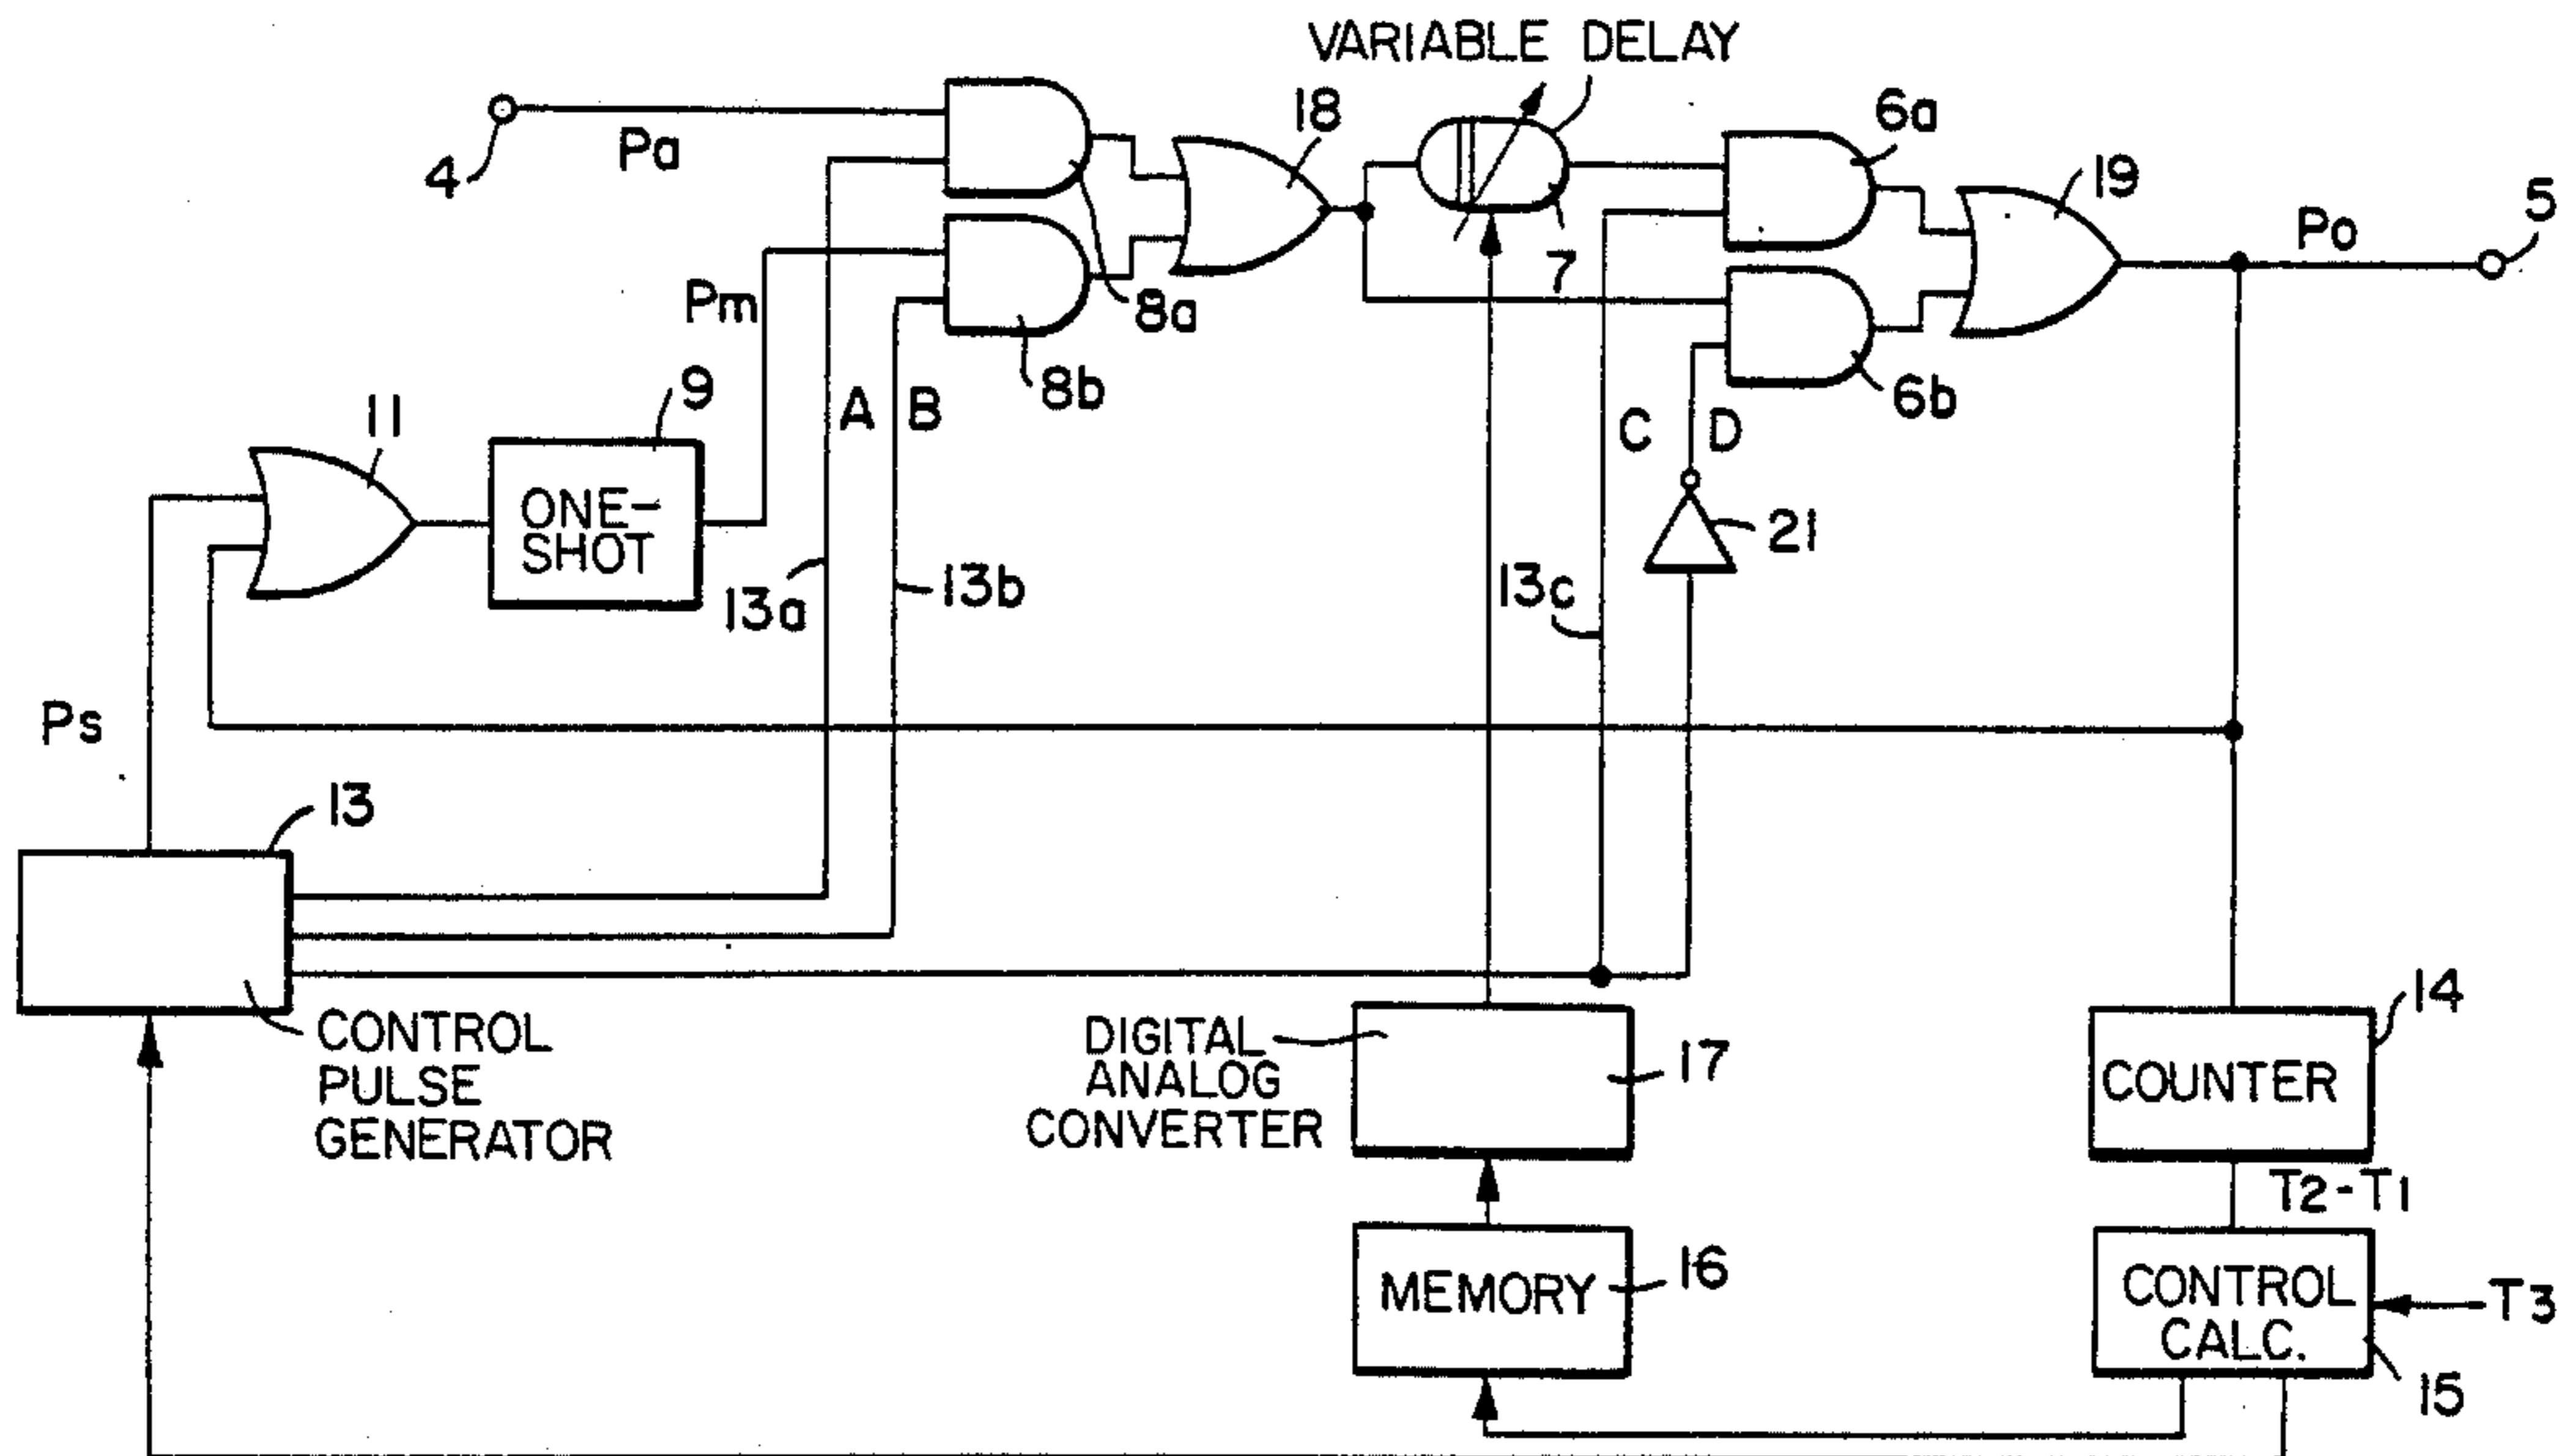 VARIABLE DELAY
4
Pa
18
6a
19
Po
5
7
8a
Pm
8b
6b
11
9
ONE-
SHOT
A
B
C
D
21
13a
13b
13c
Ps
13
CONTROL
PULSE
GENERATOR
DIGITAL
ANALOG
CONVERTER
17
14
COUNTER
T2-T1
MEMORY
16
CONTROL
CALC.
T3
15